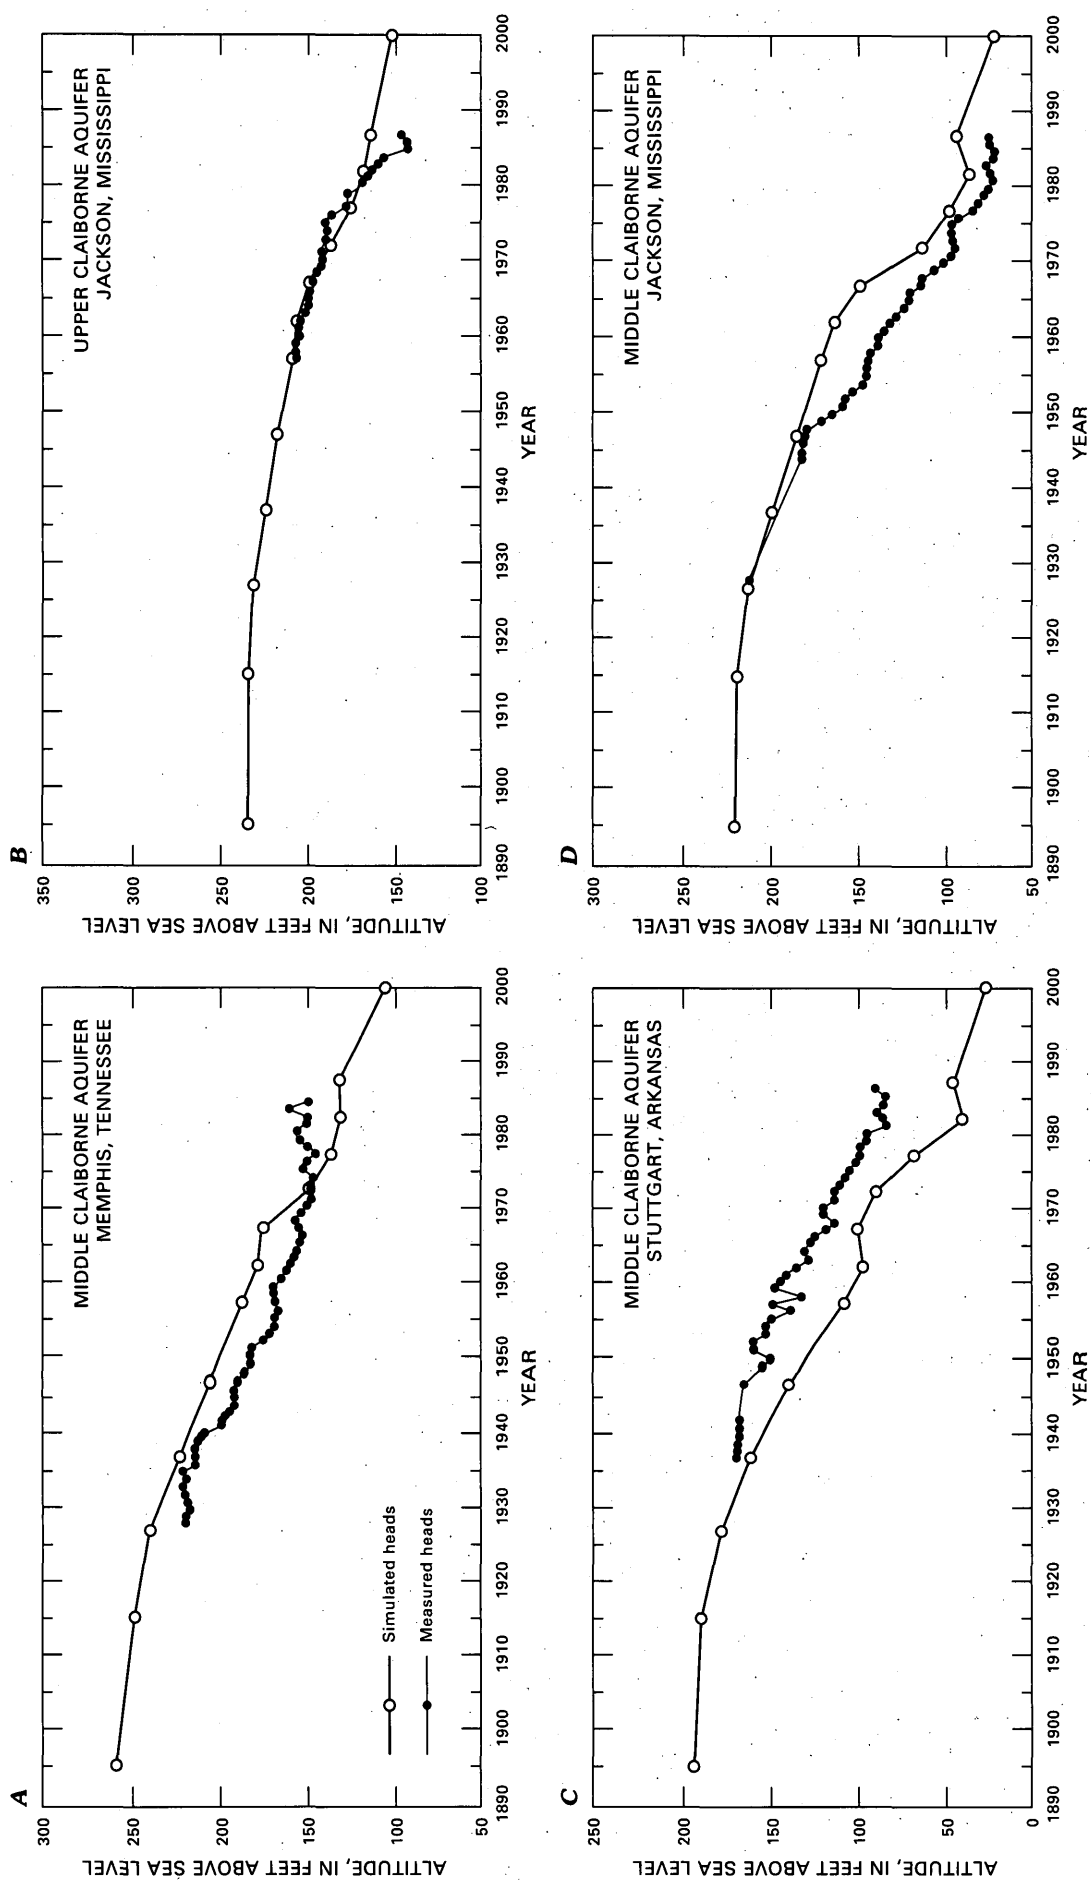 A
MIDDLE CLAIBORNE AQUIFER
MEMPHIS, TENNESSEE
ALTITUDE, IN FEET ABOVE SEA LEVEL
300
250
200
150
100
50
Simulated heads
Measured heads
1890 1900 1910 1920 1930 1940 1950 1960 1970 1980 1990 2000
YEAR
B
UPPER CLAIBORNE AQUIFER
JACKSON, MISSISSIPPI
ALTITUDE, IN FEET ABOVE SEA LEVEL
350
300
250
200
150
100
1890 1900 1910 1920 1930 1940 1950 1960 1970 1980 1990 2000
YEAR
C
MIDDLE CLAIBORNE AQUIFER
STUTTGART, ARKANSAS
ALTITUDE, IN FEET ABOVE SEA LEVEL
250
200
150
100
50
0
1890 1900 1910 1920 1930 1940 1950 1960 1970 1980 1990 2000
YEAR
D
MIDDLE CLAIBORNE AQUIFER
JACKSON, MISSISSIPPI
ALTITUDE, IN FEET ABOVE SEA LEVEL
300
250
200
150
100
50
1890 1900 1910 1920 1930 1940 1950 1960 1970 1980 1990 2000
YEAR